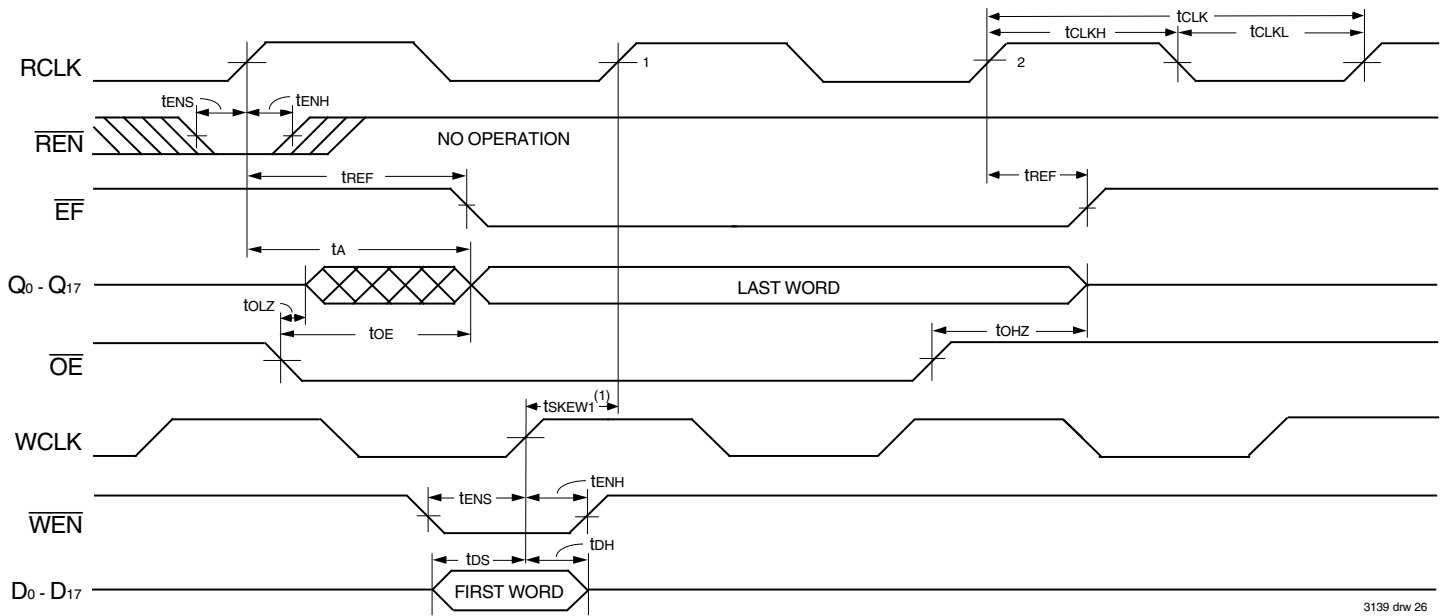 tCLK
tCLKH tCLKL
RCLK 1 2
tENS tENH
REN NO OPERATION
tREF tREF
EF
tA
Q0 - Q17 LAST WORD
tOLZ
tOE tOHZ
OE
tSKEW1(1)
WCLK
tENS tENH
WEN
tDS tDH
D0 - D17 FIRST WORD
3139 drw 26